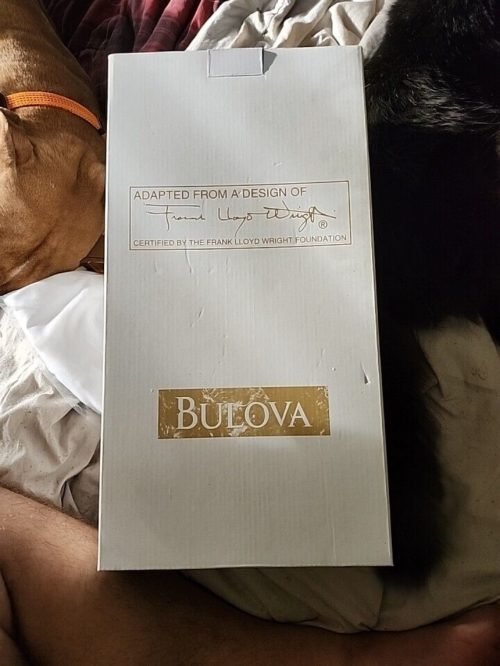 ADAPTED FROM A DESIGN OF
Frank Lloyd Wright ®
CERTIFIED BY THE FRANK LLOYD WRIGHT FOUNDATION
BULOVA